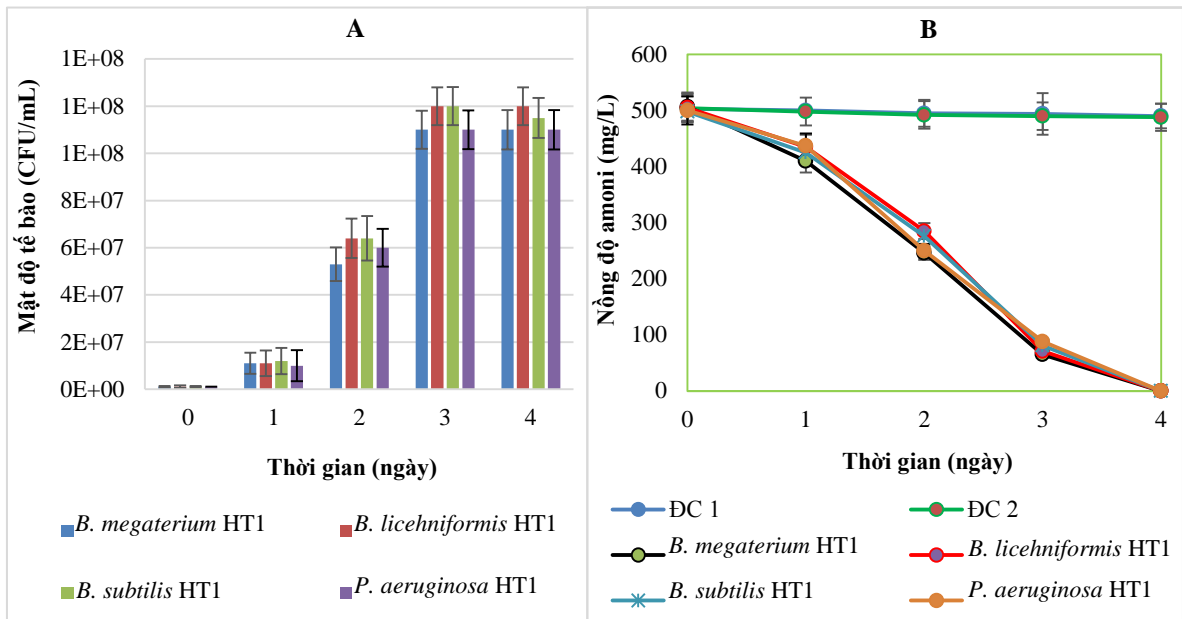 A
1E+08
1E+08
1E+08
8E+07
6E+07
4E+07
2E+07
0E+00
Mật độ tế bào (CFU/mL)
0 1 2 3 4
Thời gian (ngày)
B. megaterium HT1
B. licehniformis HT1
B. subtilis HT1
P. aeruginosa HT1
B
600
500
400
300
200
100
0
Nồng độ amoni (mg/L)
0 1 2 3 4
Thời gian (ngày)
ĐC 1
ĐC 2
B. megaterium HT1
B. licehniformis HT1
B. subtilis HT1
P. aeruginosa HT1